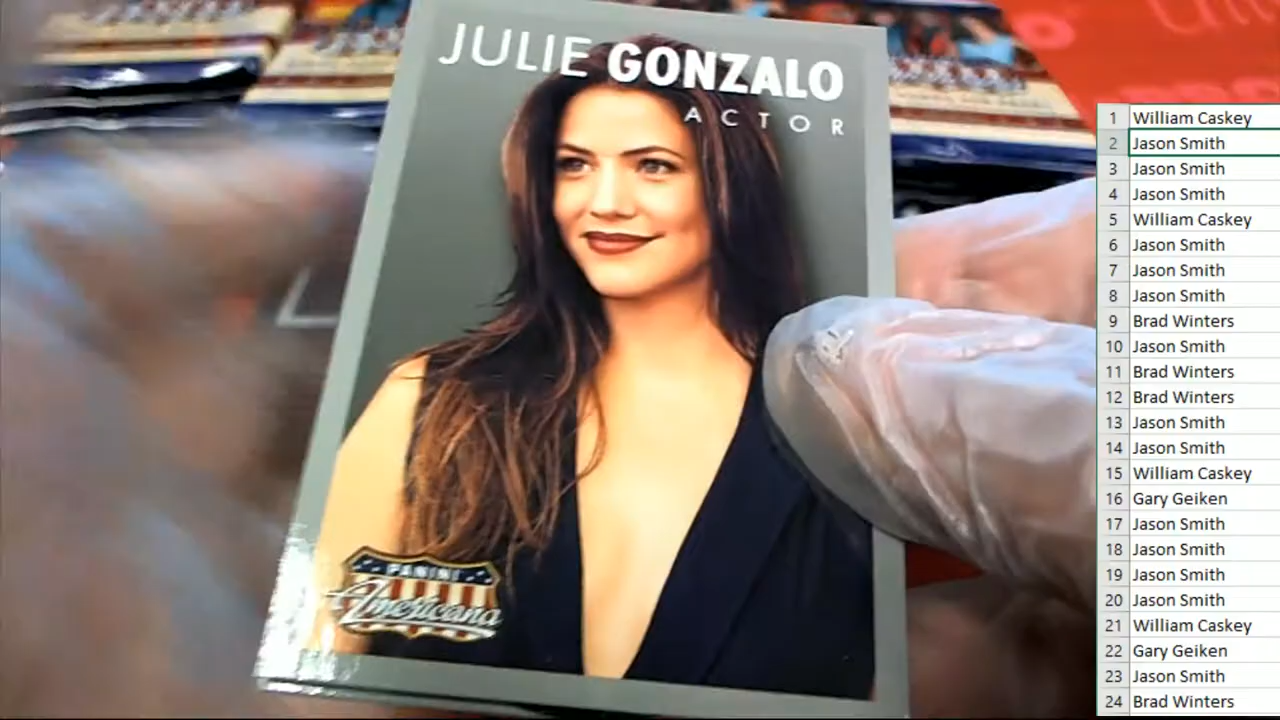 JULIE GONZALO
ACTOR
PANINI
Americana
1 William Caskey
2 Jason Smith
3 Jason Smith
4 Jason Smith
5 William Caskey
6 Jason Smith
7 Jason Smith
8 Jason Smith
9 Brad Winters
10 Jason Smith
11 Brad Winters
12 Brad Winters
13 Jason Smith
14 Jason Smith
15 William Caskey
16 Gary Geiken
17 Jason Smith
18 Jason Smith
19 Jason Smith
20 Jason Smith
21 William Caskey
22 Gary Geiken
23 Jason Smith
24 Brad Winters